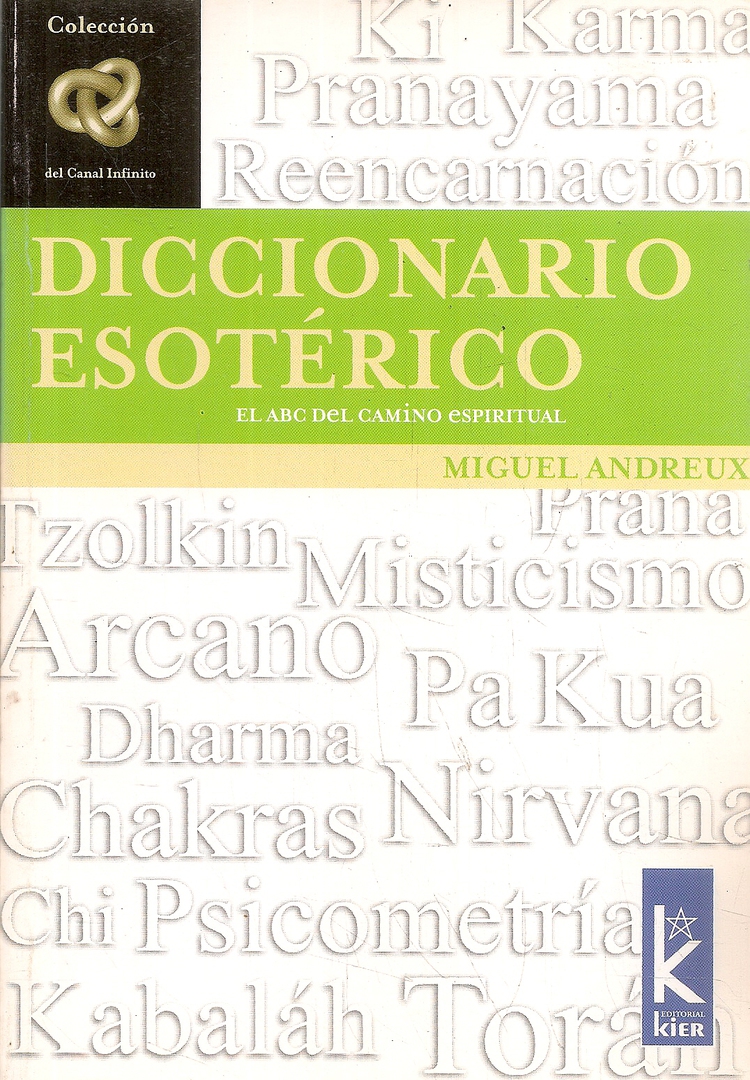 Colección
del Canal Infinito
Ki Karma
Pranayama
Reencarnación
DICCIONARIO
ESOTÉRICO
EL ABC DeL CAMiNO eSPIRITUAL
MIGUEL ANDREUX
Prana
Tzolkin
Misticismo
Arcano
Pa Kua
Dharma
Nirvana
Chakras
Chi Psicometría
Kabaláh Torán
k
EDITORIAL
kiER